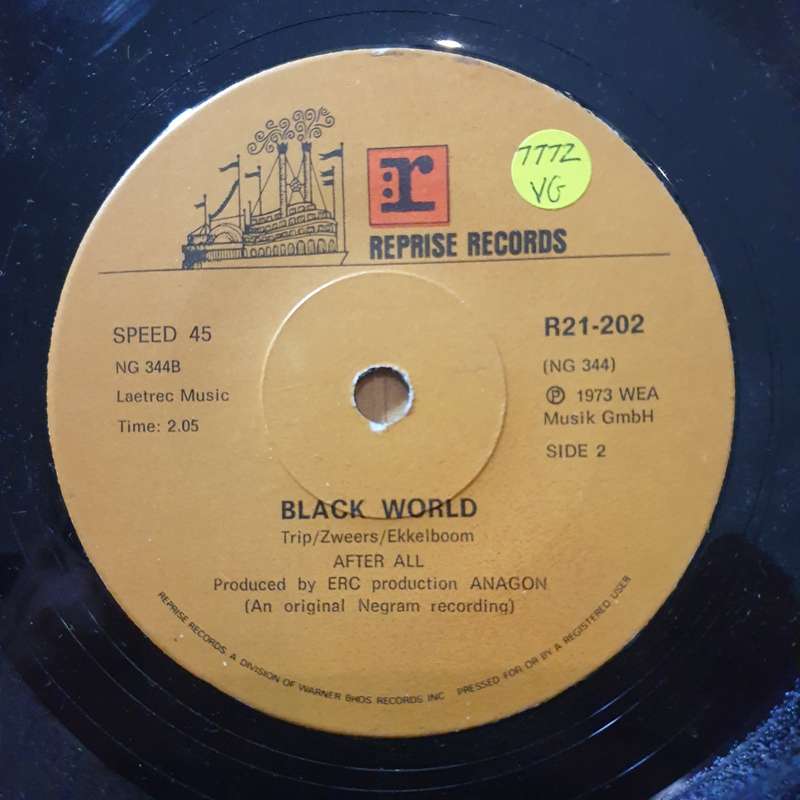 7772
VG
r
REPRISE RECORDS
SPEED 45
NG 344B
Laetrec Music
Time: 2.05
R21-202
(NG 344)
Ⓟ 1973 WEA
Musik GmbH
SIDE 2
BLACK WORLD
Trip/Zweers/Ekkelboom
AFTER ALL
Produced by ERC production ANAGON
(An original Negram recording)
REPRISE RECORDS, A DIVISION OF WARNER BROS RECORDS INC PRESSED FOR OR BY A REGISTERED USER